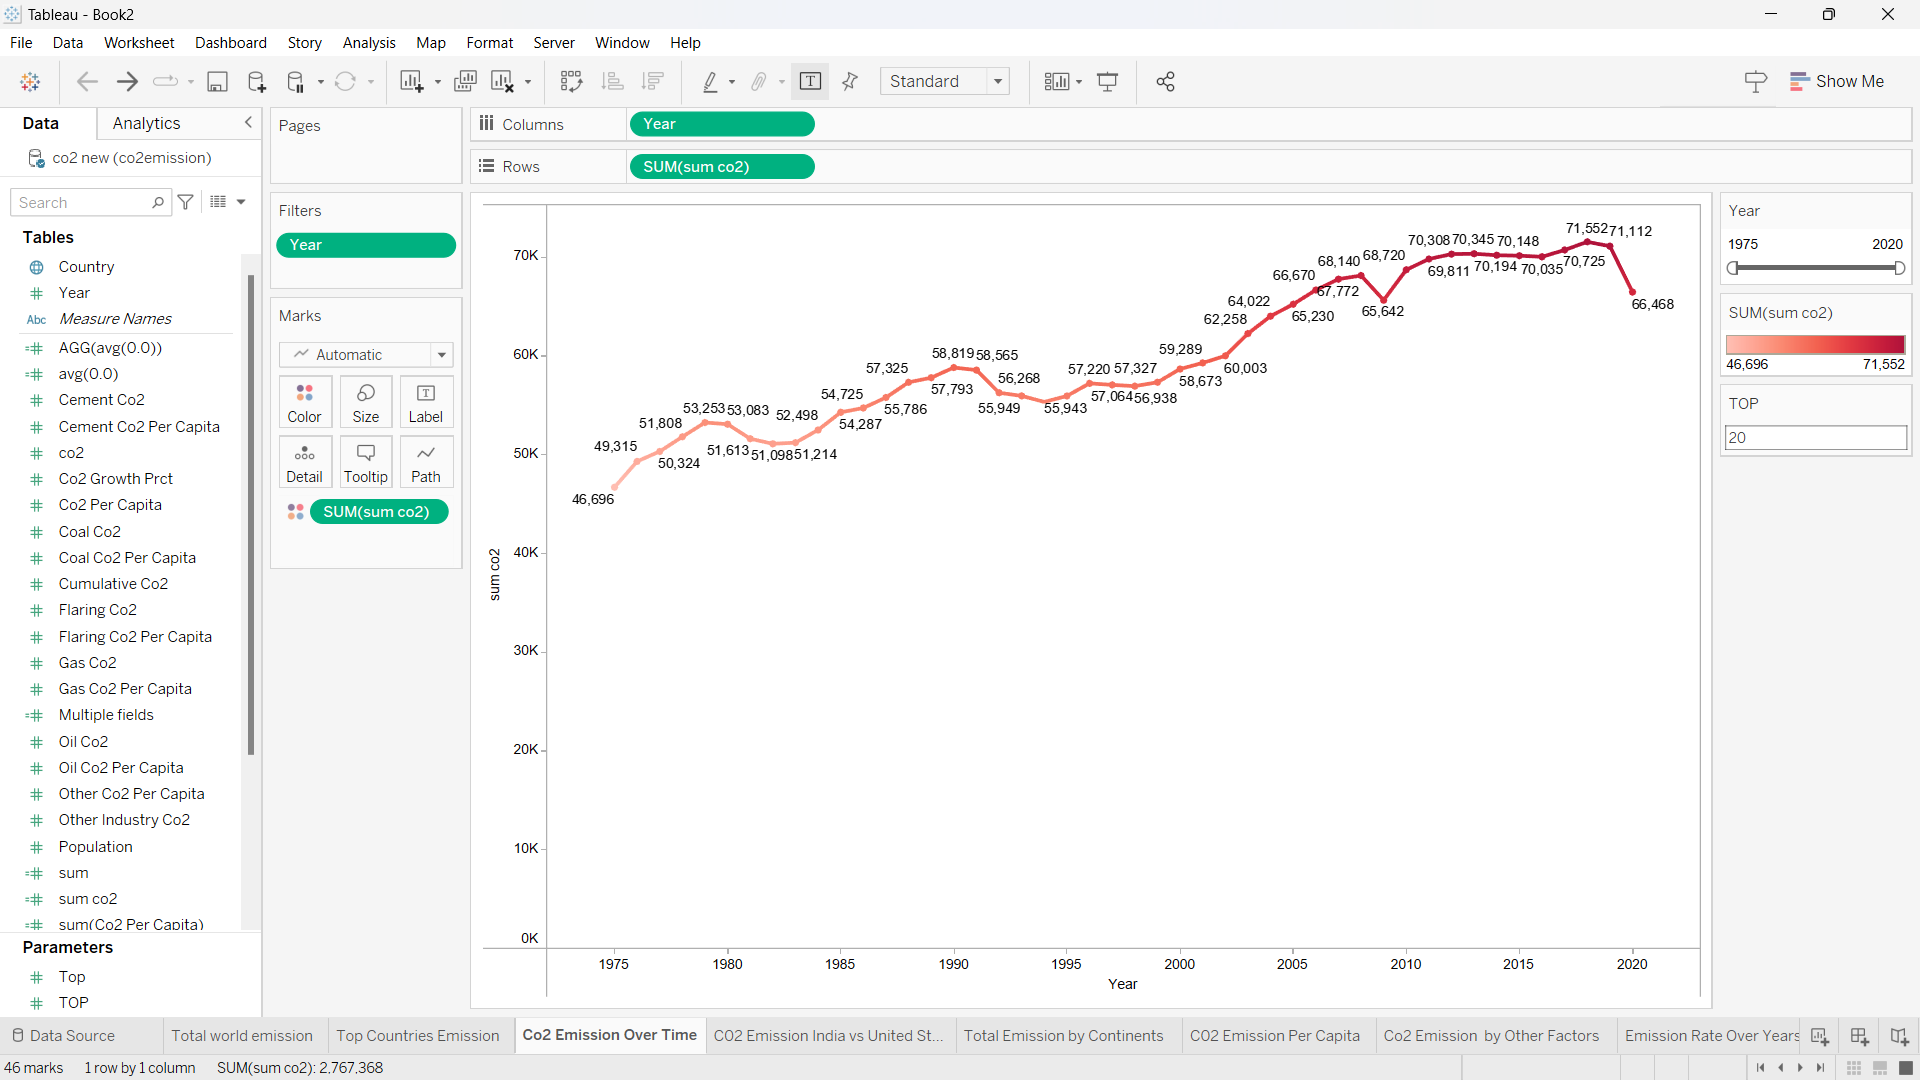 Tableau - Book2
File Data Worksheet Dashboard Story Analysis Map Format Server Window Help
Standard
Show Me
Data
Analytics
co2 new (co2emission)
Search
Tables
Country
Year
Abc Measure Names
AGG(avg(0.0))
avg(0.0)
Cement Co2
Cement Co2 Per Capita
co2
Co2 Growth Prct
Co2 Per Capita
Coal Co2
Coal Co2 Per Capita
Cumulative Co2
Flaring Co2
Flaring Co2 Per Capita
Gas Co2
Gas Co2 Per Capita
Multiple fields
Oil Co2
Oil Co2 Per Capita
Other Co2 Per Capita
Other Industry Co2
Population
sum
sum co2
sum(Co2 Per Capita)
Parameters
Top
TOP
Pages
Filters
Year
Marks
Automatic
Color Size Label
Detail Tooltip Path
SUM(sum co2)
Columns Year
Rows SUM(sum co2)
70K
60K
50K
40K
30K
20K
10K
0K
sum co2
46,696
49,315
50,324
51,808
53,253
53,083
51,613
51,098
51,214
52,498
54,287
54,725
55,786
57,325
57,793
58,819
58,565
56,268
55,949
55,943
57,220
57,064
56,938
57,327
58,673
59,289
60,003
62,258
64,022
65,230
66,670
67,772
68,140
65,642
68,720
69,811
70,308
70,345
70,194
70,148
70,035
70,725
71,552
71,112
66,468
1975 1980 1985 1990 1995 2000 2005 2010 2015 2020
Year
Year
1975 2020
SUM(sum co2)
46,696 71,552
TOP
20
Data Source
Total world emission
Top Countries Emission
Co2 Emission Over Time
C02 Emission India vs United St...
Total Emission by Continents
C02 Emission Per Capita
Co2 Emission by Other Factors
Emission Rate Over Years
46 marks 1 row by 1 column SUM(sum co2): 2,767,368